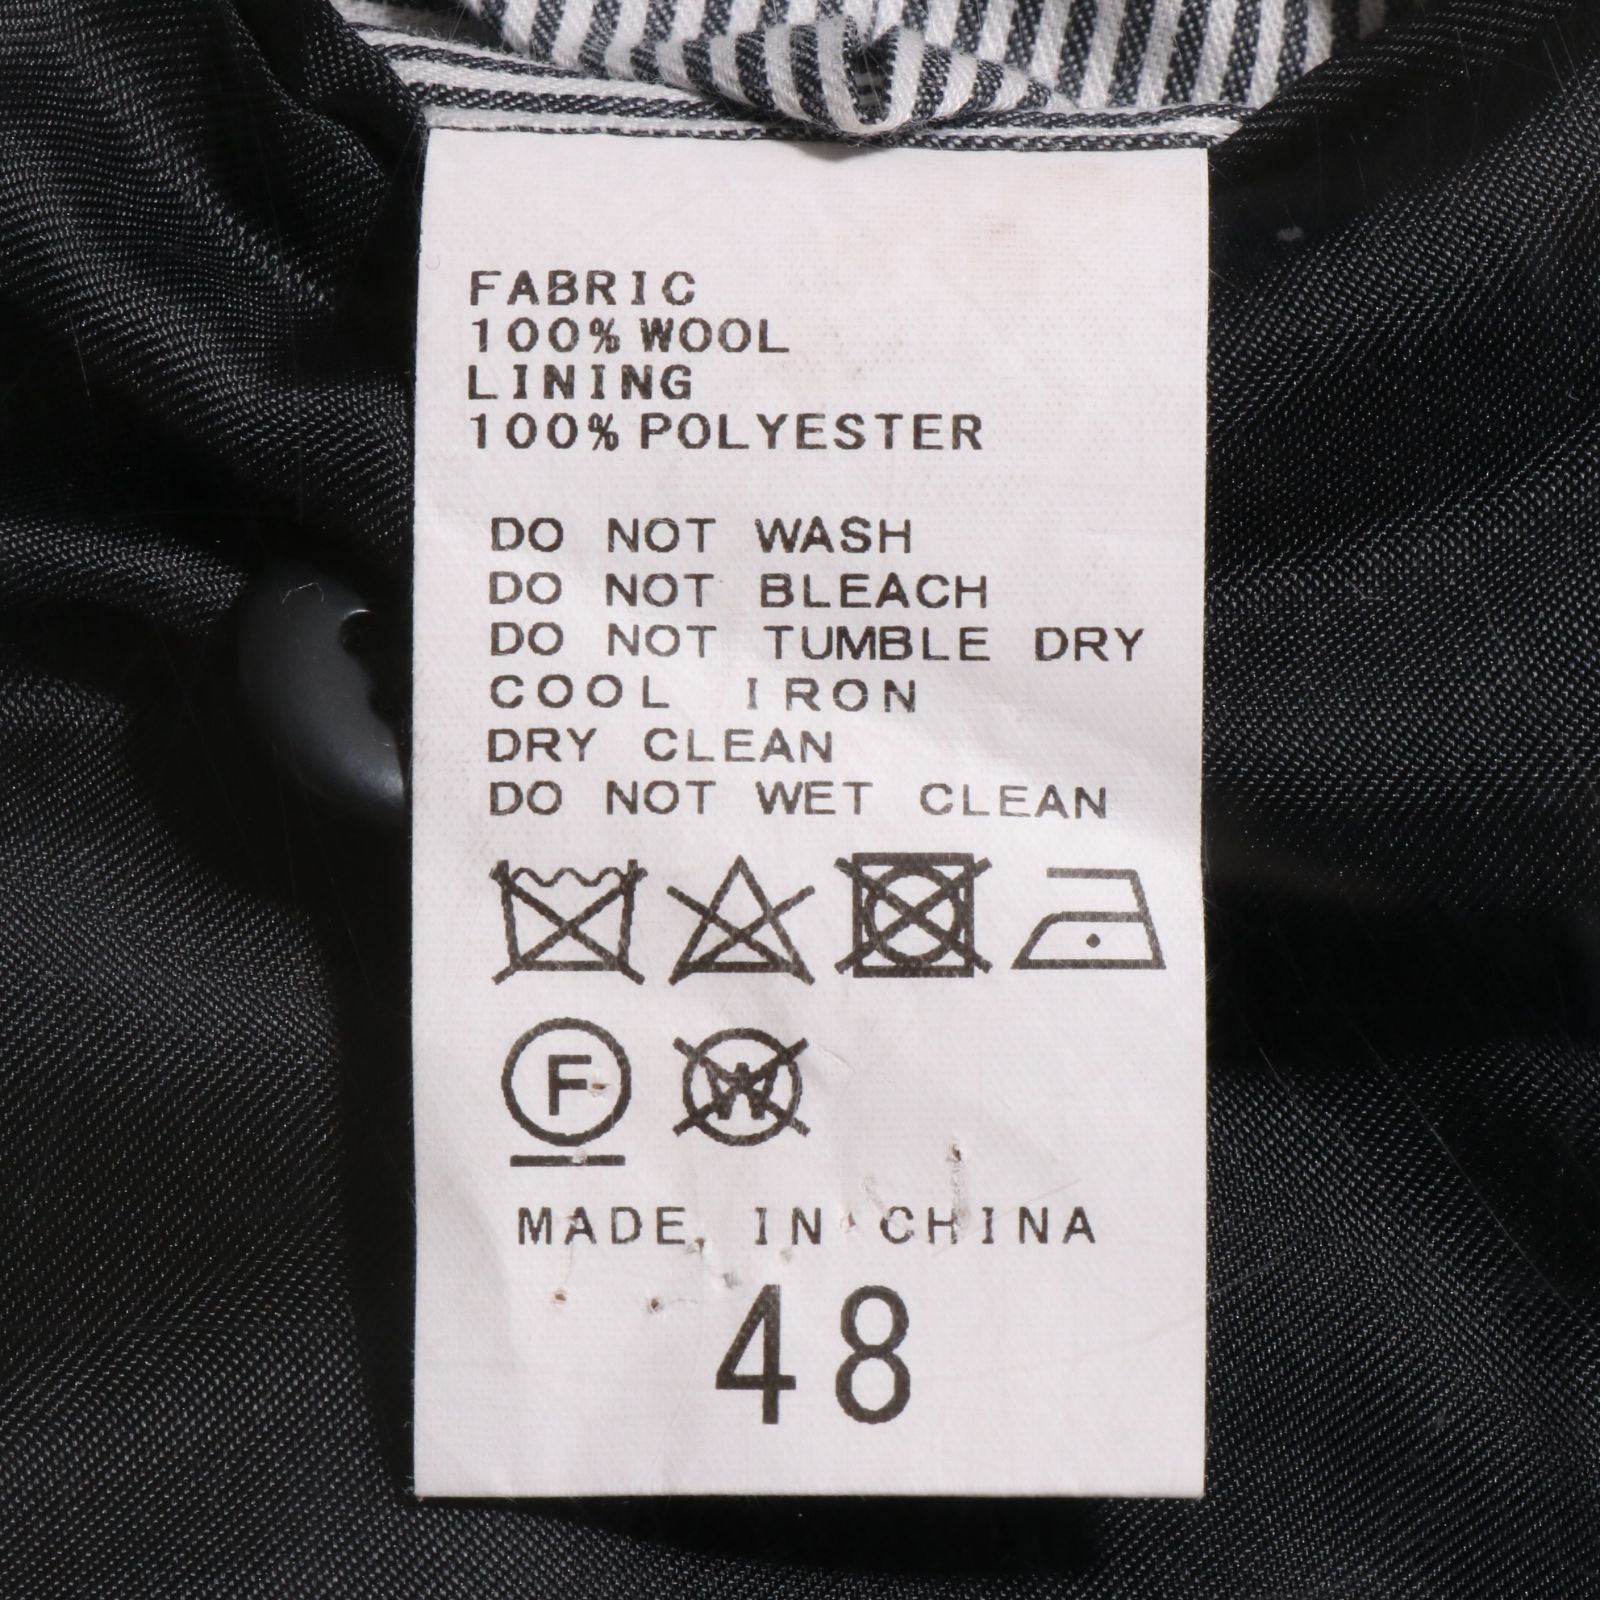 FABRIC
100% WOOL
LINING
100% POLYESTER
DO NOT WASH
DO NOT BLEACH
DO NOT TUMBLE DRY
COOL IRON
DRY CLEAN
DO NOT WET CLEAN
F W
MADE IN CHINA
48